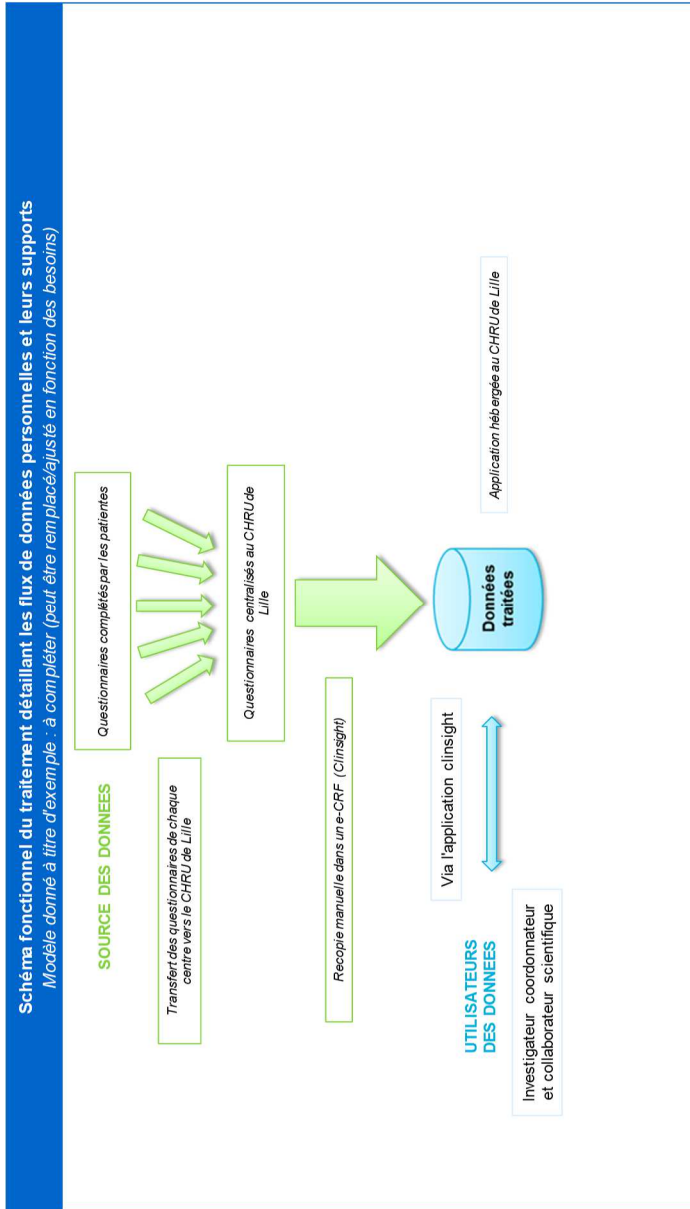 Schéma fonctionnel du traitement détaillant les flux de données personnelles et leurs supports
Modèle donné à titre d'exemple : à compléter (peut être remplacé/ajusté en fonction des besoins)
SOURCE DES DONNEES
Questionnaires complétés par les patientes
Transfert des questionnaires de chaque
centre vers le CHRU de Lille
Questionnaires centralisés au CHRU de
Lille
Recopie manuelle dans un e-CRF (Clinsight)
Via l'application clinsight
Données
traitées
Application hébergée au CHRU de Lille
UTILISATEURS
DES DONNEES
Investigateur coordonnateur
et collaborateur scientifique